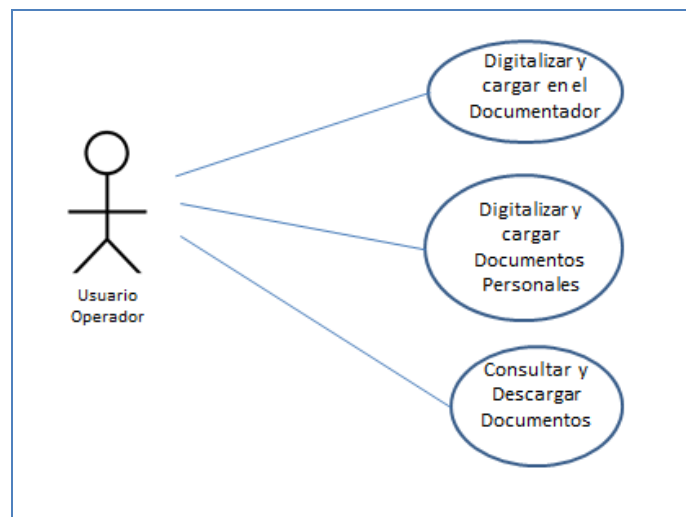 Digitalizar y
cargar en el
Documentador
Digitalizar y
cargar
Documentos
Personales
Usuario
Operador
Consultar y
Descargar
Documentos